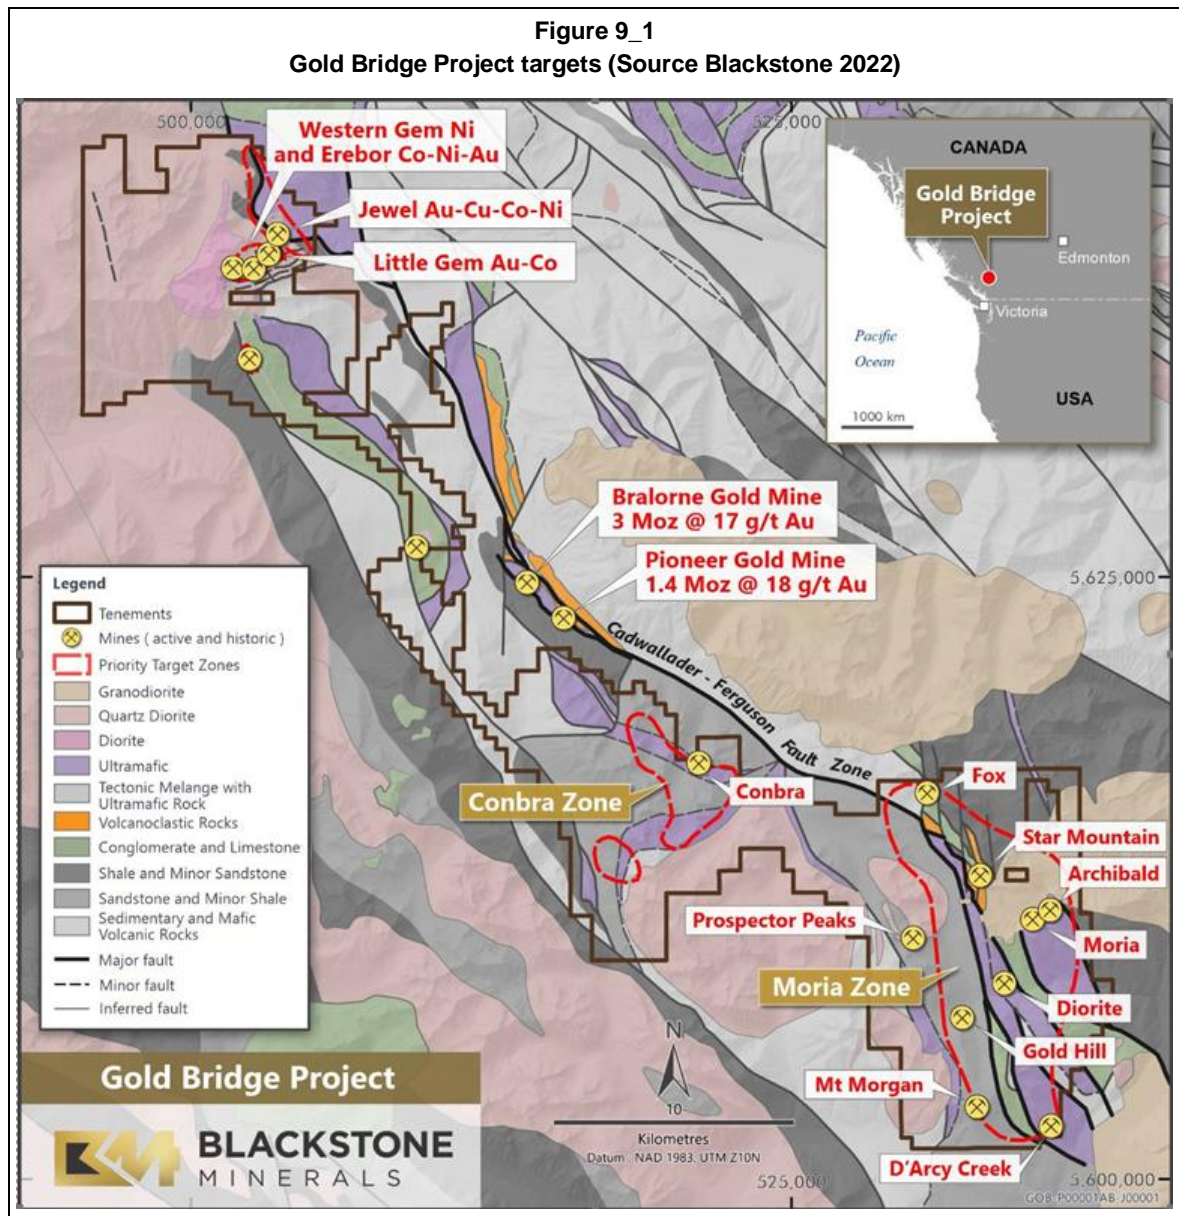 Figure 9_1
Gold Bridge Project targets (Source Blackstone 2022)
500,000
525,000
Western Gem Ni
and Erebor Co-Ni-Au
Jewel Au-Cu-Co-Ni
Little Gem Au-Co
CANADA
Gold Bridge
Project
Edmonton
Victoria
Pacific
Ocean
USA
1000 km
Bralorne Gold Mine
3 Moz @ 17 g/t Au
Pioneer Gold Mine
1.4 Moz @ 18 g/t Au
5,625,000
Cadwallader - Ferguson Fault Zone
Legend
Tenements
Mines ( active and historic )
Priority Target Zones
Granodiorite
Quartz Diorite
Diorite
Ultramafic
Tectonic Melange with
Ultramafic Rock
Volcanoclastic Rocks
Conglomerate and Limestone
Shale and Minor Sandstone
Sandstone and Minor Shale
Sedimentary and Mafic
Volcanic Rocks
Major fault
Minor fault
Inferred fault
Conbra Zone
Conbra
Fox
Star Mountain
Archibald
Prospector Peaks
Moria
Moria Zone
Diorite
Gold Hill
Mt Morgan
D'Arcy Creek
N
10
Kilometres
Datum : NAD 1983, UTM Z10N
525,000
5,600,000
GOB-P00001AB-J00001
Gold Bridge Project
BM
BLACKSTONE
MINERALS